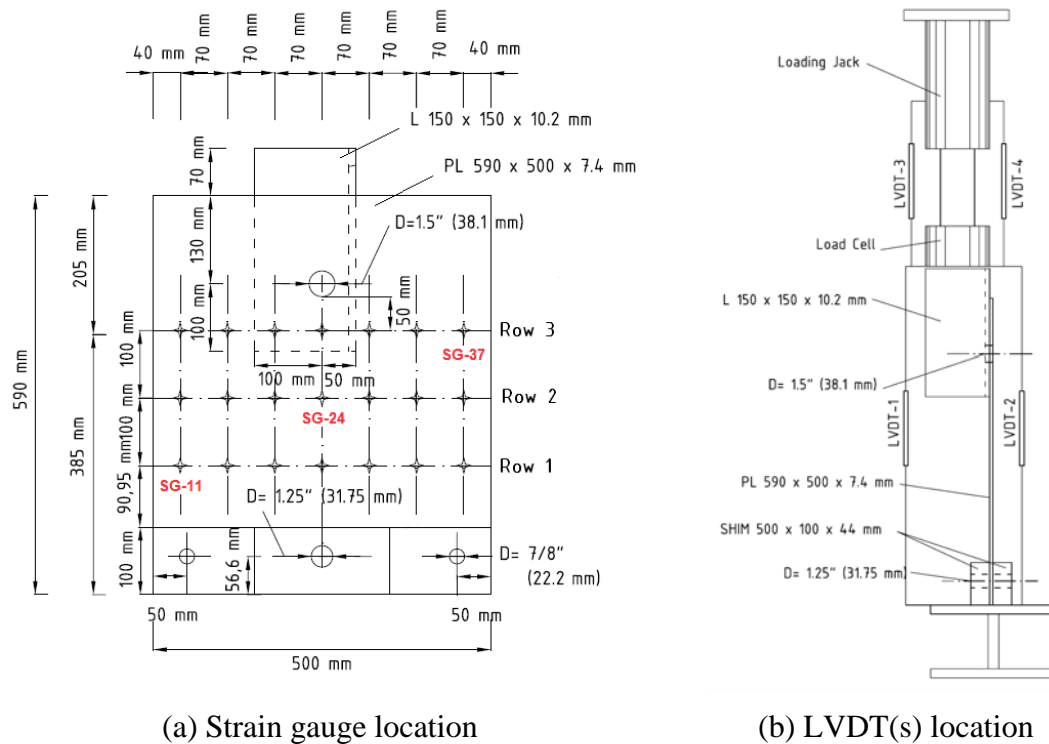 40 mm
70 mm
70 mm
70 mm
70 mm
70 mm
70 mm
40 mm
L 150 x 150 x 10.2 mm
PL 590 x 500 x 7.4 mm
D=1.5" (38.1 mm)
70 mm
130 mm
100 mm
50 mm
205 mm
590 mm
385 mm
100 mm
100 mm
90,95 mm
100 mm
Row 3
SG-37
100 mm
50 mm
Row 2
SG-24
Row 1
SG-11
D= 1.25" (31.75 mm)
56,6 mm
D= 7/8"
(22.2 mm)
50 mm
50 mm
500 mm
(a) Strain gauge location
Loading Jack
LVDT-3
LVDT-4
Load Cell
L 150 x 150 x 10.2 mm
D= 1.5" (38.1 mm)
LVDT-1
LVDT-2
PL 590 x 500 x 7.4 mm
SHIM 500 x 100 x 44 mm
D= 1.25" (31.75 mm)
(b) LVDT(s) location